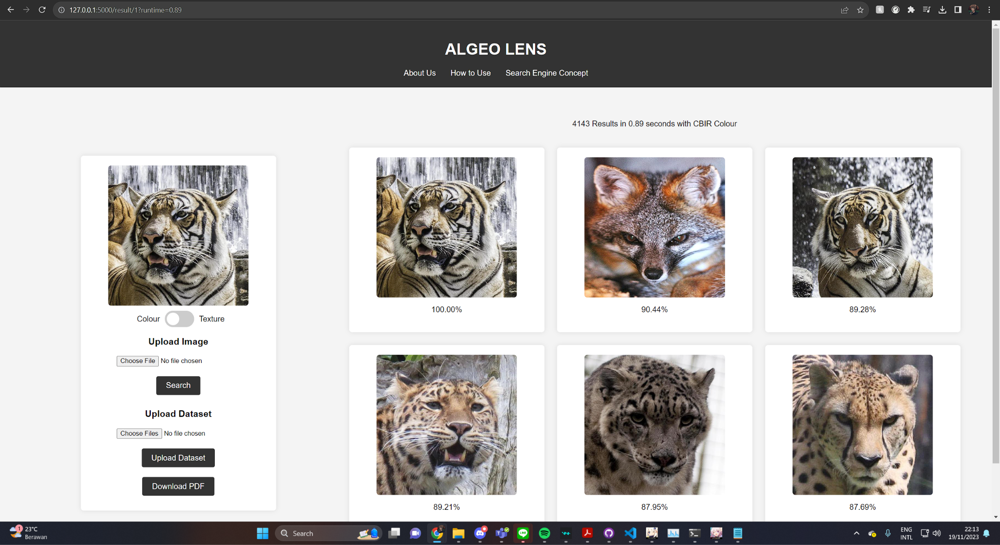 127.0.0.1:5000/result/1?runtime=0.89
ALGEO LENS
About Us How to Use Search Engine Concept
4143 Results in 0.89 seconds with CBIR Colour
Colour Texture
Upload Image
Choose File No file chosen
Search
Upload Dataset
Choose Files No file chosen
Upload Dataset
Download PDF
100.00%
90.44%
89.28%
89.21%
87.95%
87.69%
1
23°C
Berawan
Search
LINE
ENG
INTL
22:13
19/11/2023